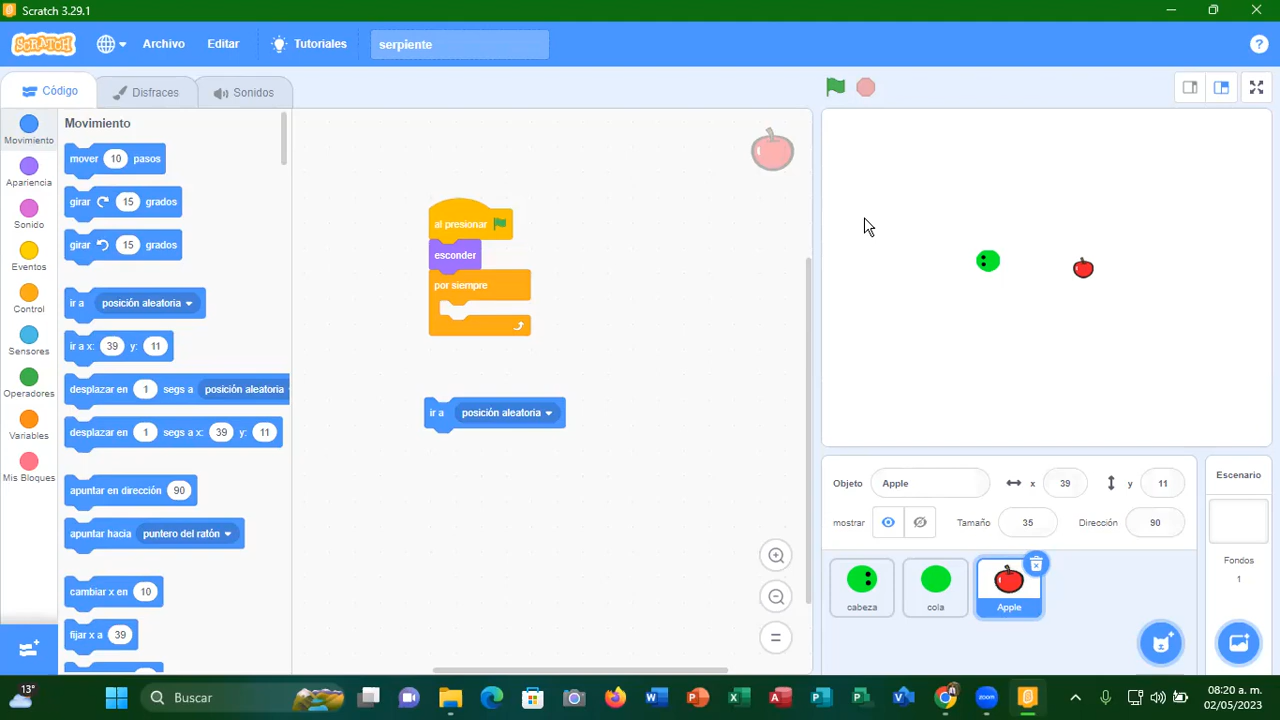 Scratch 3.29.1
SCRATCH
Archivo
Editar
Tutoriales
serpiente
?
Código
Disfraces
Sonidos
Movimiento
Movimiento
Apariencia
Sonido
Eventos
Control
Sensores
Operadores
Variables
Mis Bloques
mover 10 pasos
girar 15 grados
girar 15 grados
ir a posición aleatoria
ir a x: 39 y: 11
desplazar en 1 segs a posición aleatoria
desplazar en 1 segs a x: 39 y: 11
apuntar en dirección 90
apuntar hacia puntero del ratón
cambiar x en 10
fijar x a 39
al presionar
esconder
por siempre
ir a posición aleatoria
Objeto Apple x 39 y 11
mostrar Tamaño 35 Dirección 90
cabeza
cola
Apple
Escenario
Fondos
1
13°
Buscar
zoom
08:20 a. m.
02/05/2023